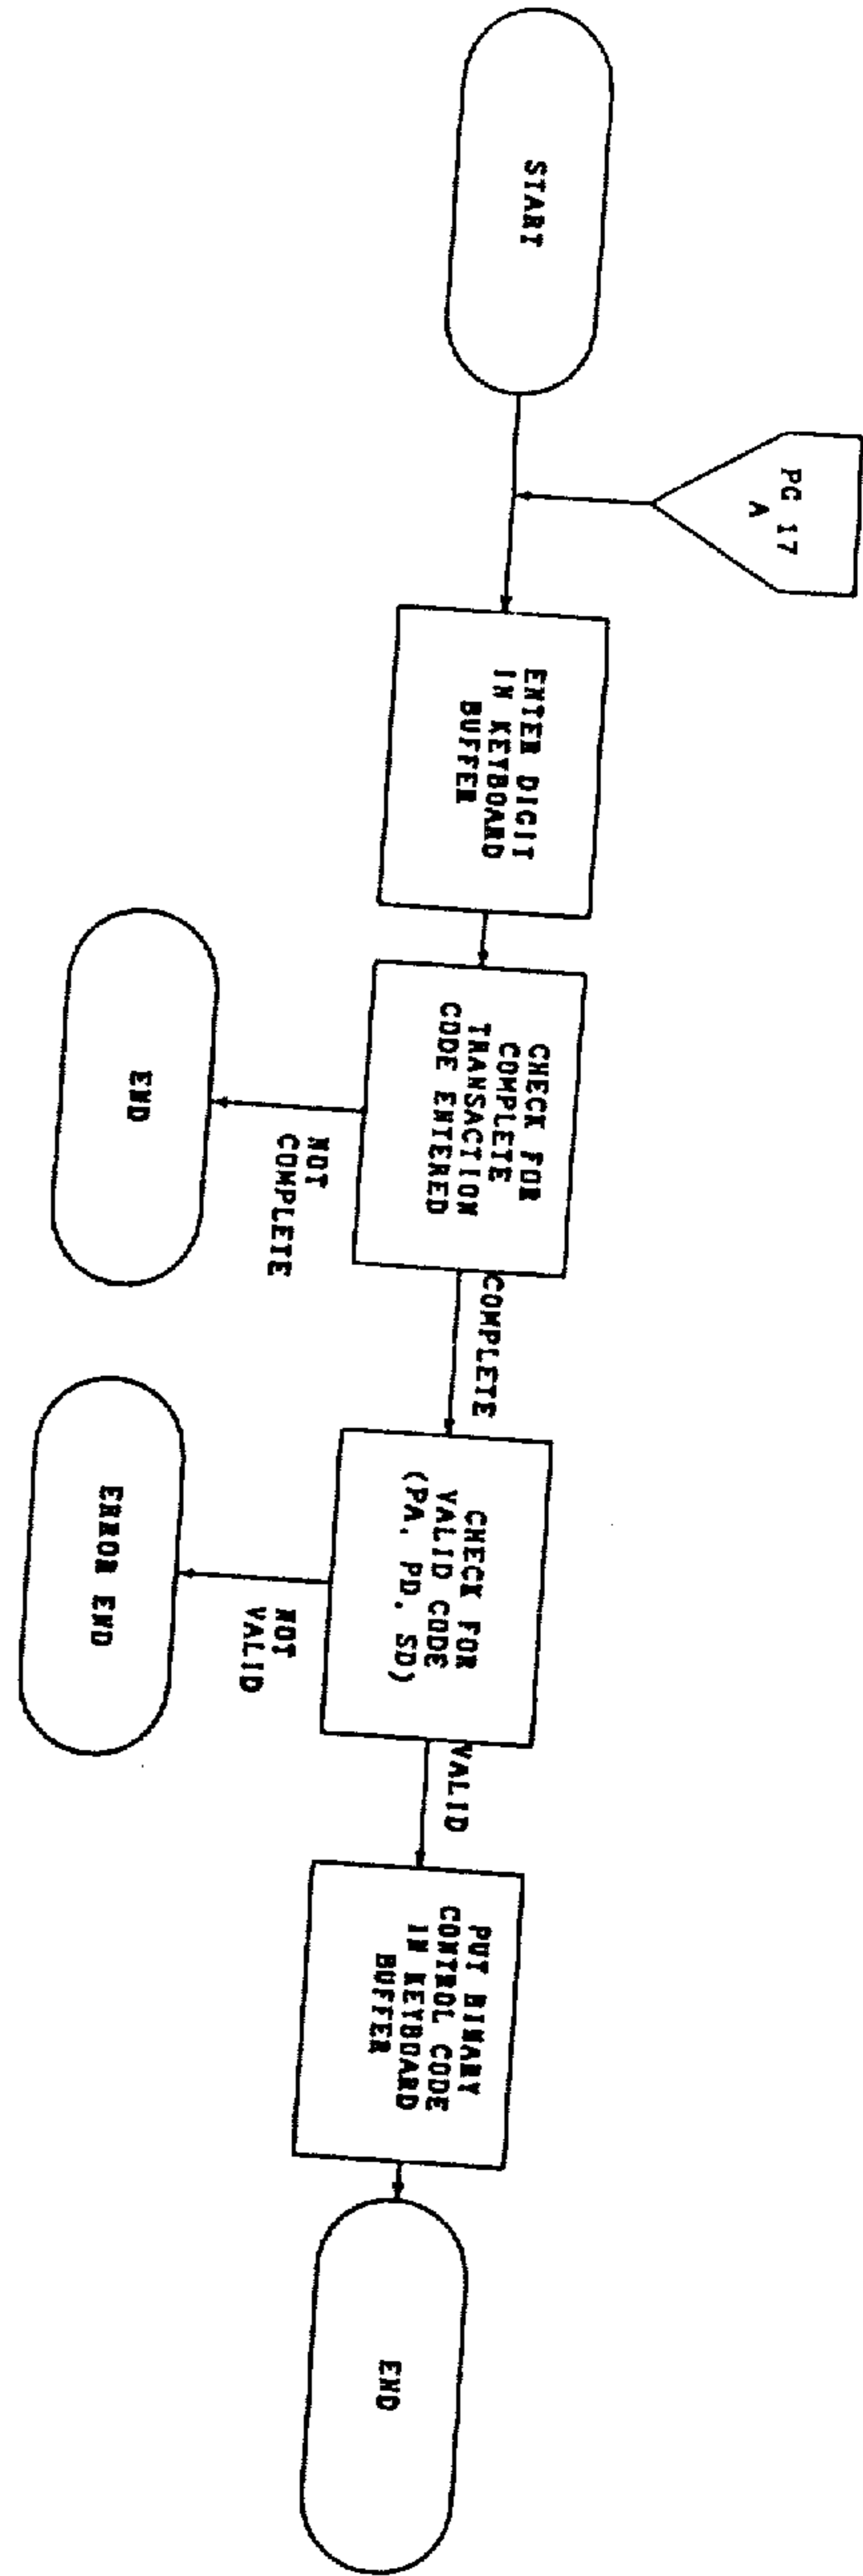 START
PG 17
A
ENTER DIGIT
IN KEYBOARD
BUFFER
CHECK FOR
COMPLETE
TRANSACTION
CODE ENTERED
NOT
COMPLETE
END
COMPLETE
CHECK FOR
VALID CODE
(PA, PD, SD)
NOT
VALID
ERROR END
VALID
PUT BINARY
CONTROL CODE
IN KEYBOARD
BUFFER
END